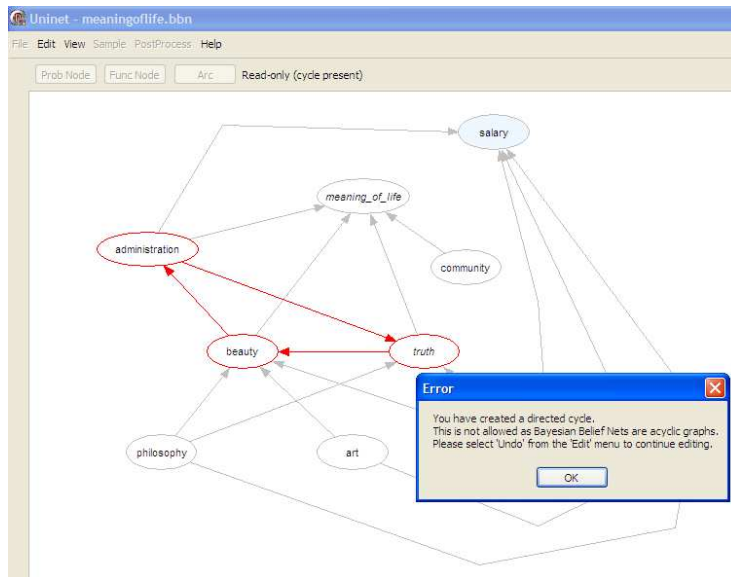 Uninet - meaningoflife.bbn
File Edit View Sample PostProcess Help
Prob Node Func Node Arc Read-only (cycle present)
salary
meaning_of_life
administration
community
beauty
truth
Error
You have created a directed cycle.
This is not allowed as Bayesian Belief Nets are acyclic graphs.
Please select 'Undo' from the 'Edit' menu to continue editing.
OK
philosophy
art